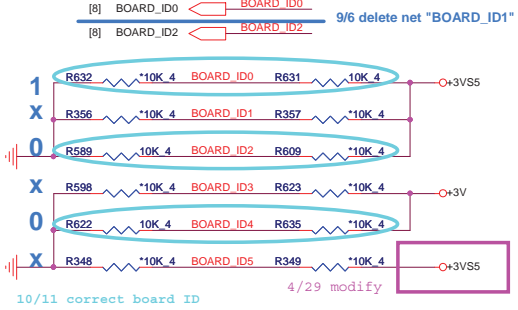 [8] BOARD_ID0 BOARD_ID0
9/6 delete net "BOARD_ID1"
[8] BOARD_ID2 BOARD_ID2
1 R632 *10K_4 BOARD_ID0 R631 10K_4 +3VS5
x R356 *10K_4 BOARD_ID1 R357 *10K_4
0 R589 10K_4 BOARD_ID2 R609 *10K_4
x R598 *10K_4 BOARD_ID3 R623 *10K_4 +3V
0 R622 10K_4 BOARD_ID4 R635 *10K_4
x R348 *10K_4 BOARD_ID5 R349 *10K_4 +3VS5
4/29 modify
10/11 correct board ID